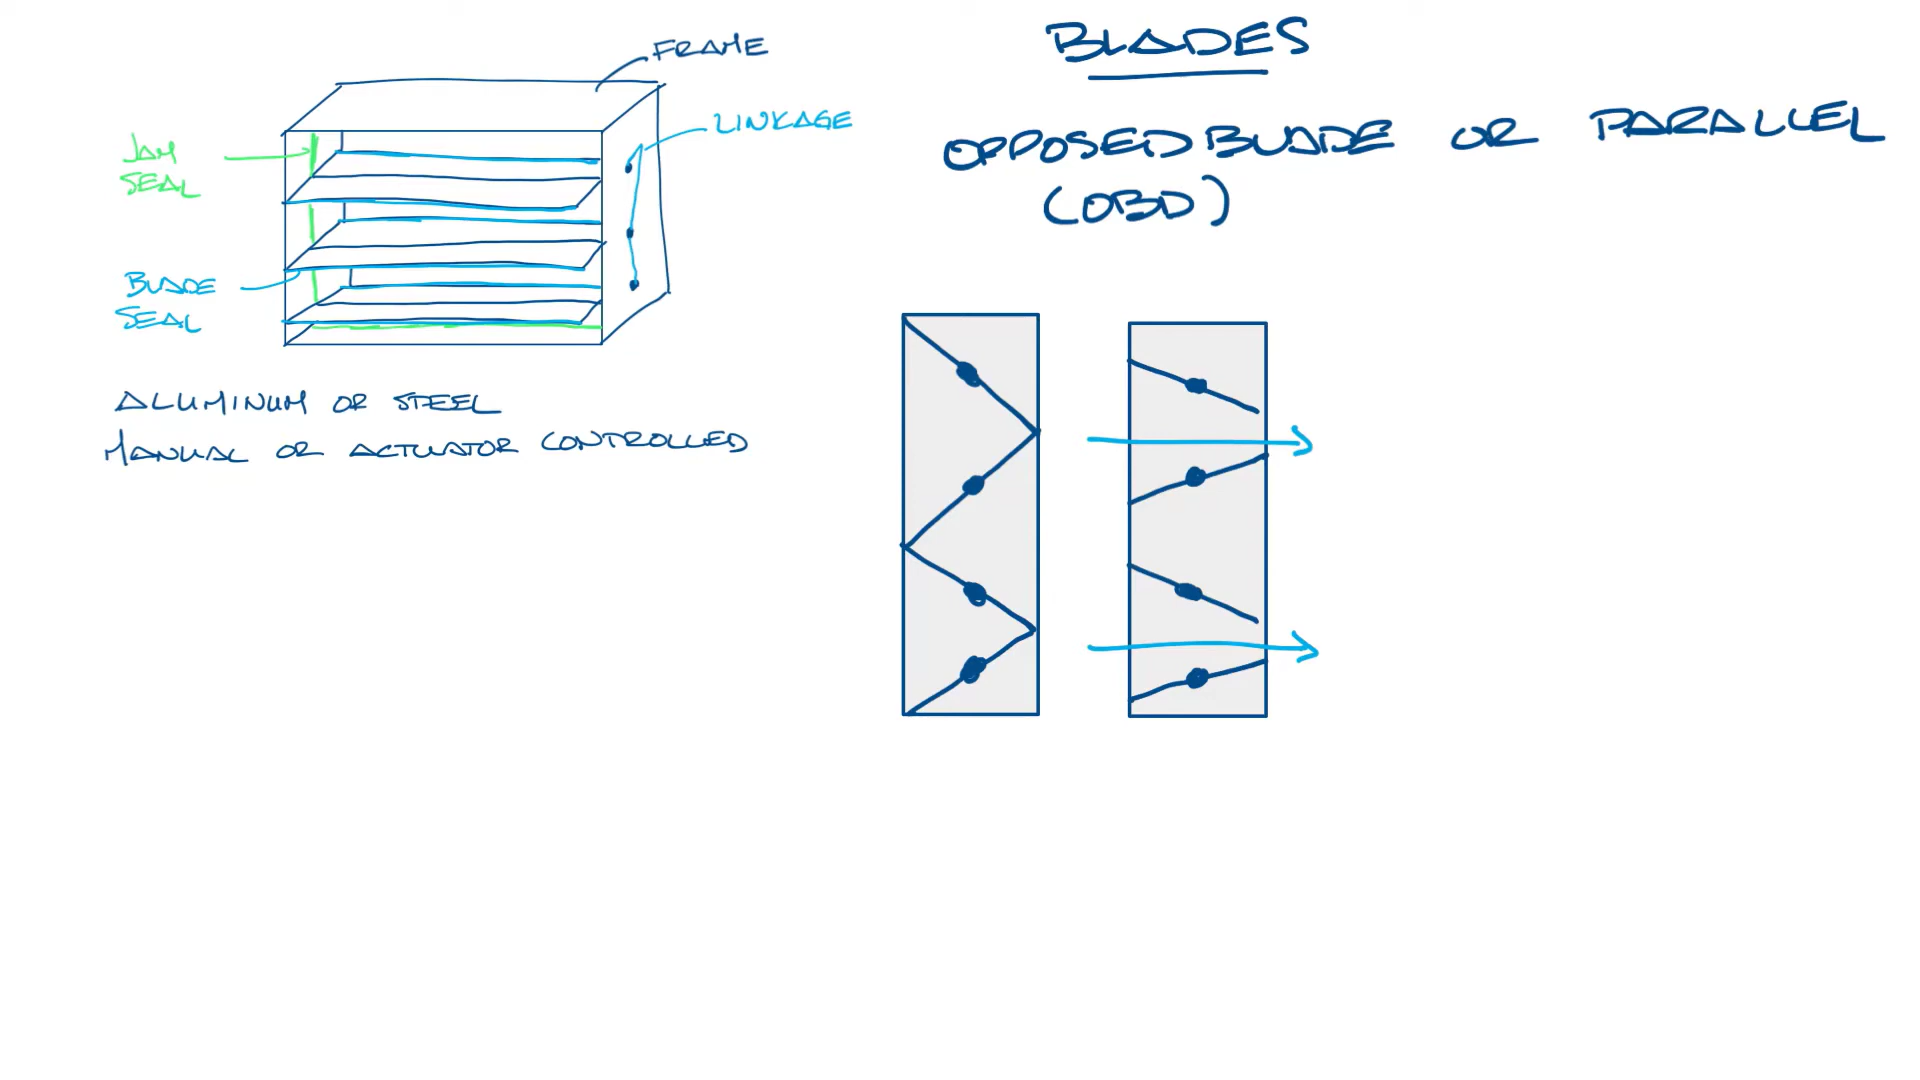 FRAME
LINKAGE
JAM
SEAL
BLADE
SEAL
ALUMINUM OR STEEL
MANUAL OR ACTUATOR CONTROLLED
BLADES
OPPOSED BLADE OR PARALLEL
(OBD)